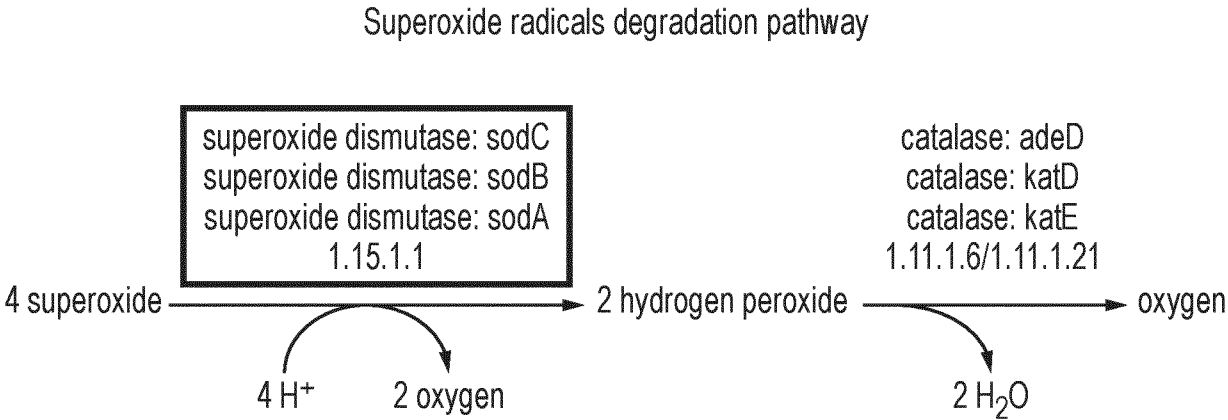 Superoxide radicals degradation pathway
superoxide dismutase: sodC
superoxide dismutase: sodB
superoxide dismutase: sodA
1.15.1.1
catalase: adeD
catalase: katD
catalase: katE
1.11.1.6/1.11.1.21
4 superoxide
2 hydrogen peroxide
oxygen
4 H⁺
2 oxygen
2 H₂O